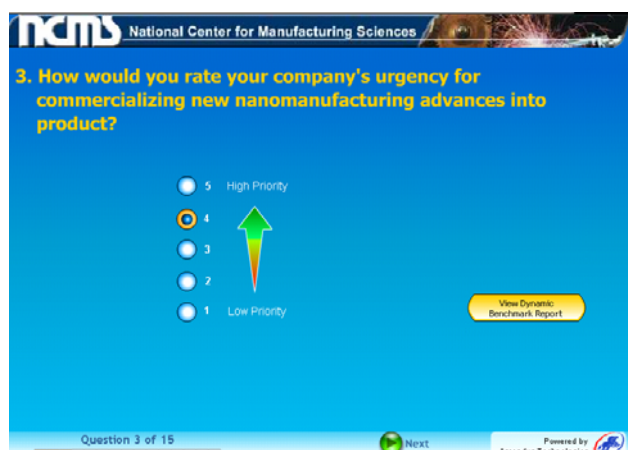 ncms National Center for Manufacturing Sciences
3. How would you rate your company's urgency for
commercializing new nanomanufacturing advances into
product?
5 High Priority
4
3
2
1 Low Priority
View Dynamic
Benchmark Report
Question 3 of 15
Next
Powered by